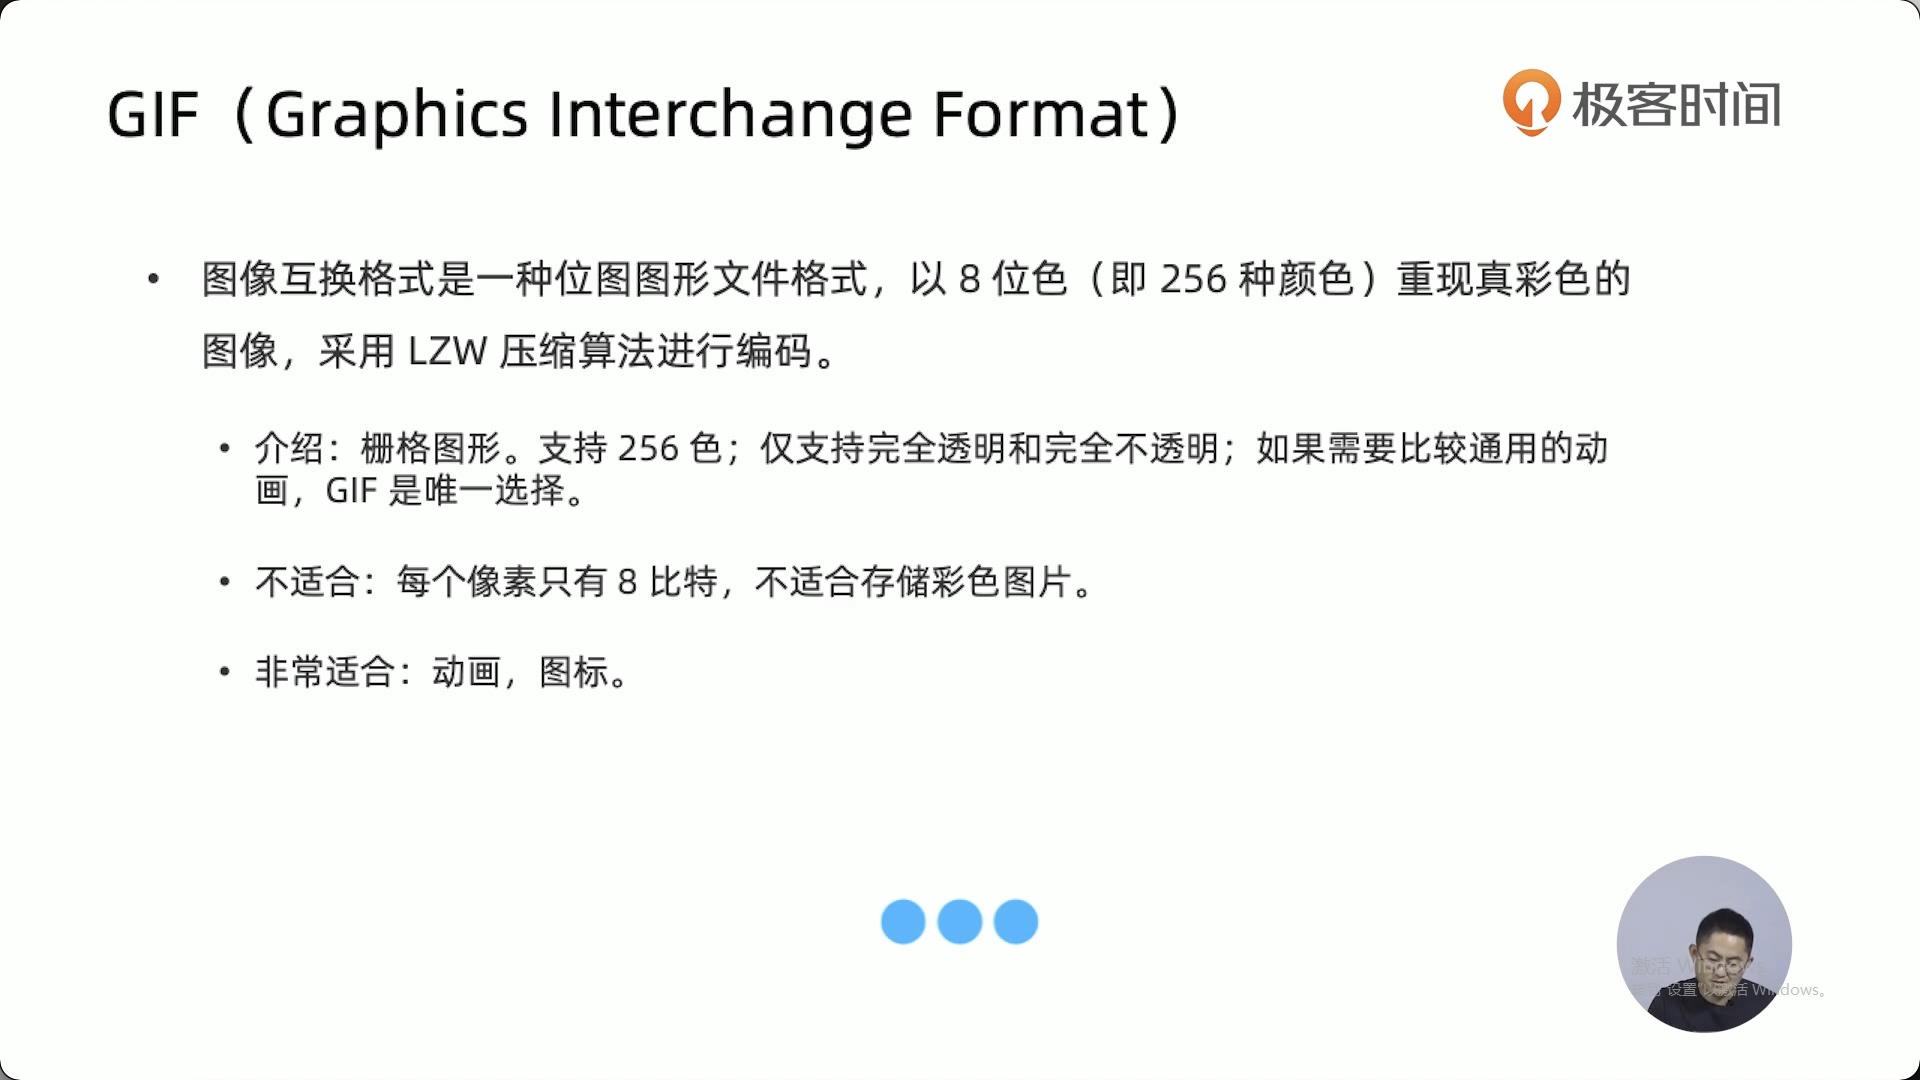 GIF（Graphics Interchange Format）
极客时间
• 图像互换格式是一种位图图形文件格式，以 8 位色（即 256 种颜色）重现真彩色的
图像，采用 LZW 压缩算法进行编码。
• 介绍：栅格图形。支持 256 色；仅支持完全透明和完全不透明；如果需要比较通用的动
画，GIF 是唯一选择。
• 不适合：每个像素只有 8 比特，不适合存储彩色图片。
• 非常适合：动画，图标。
激活 Windows
转到"设置"以激活 Windows。